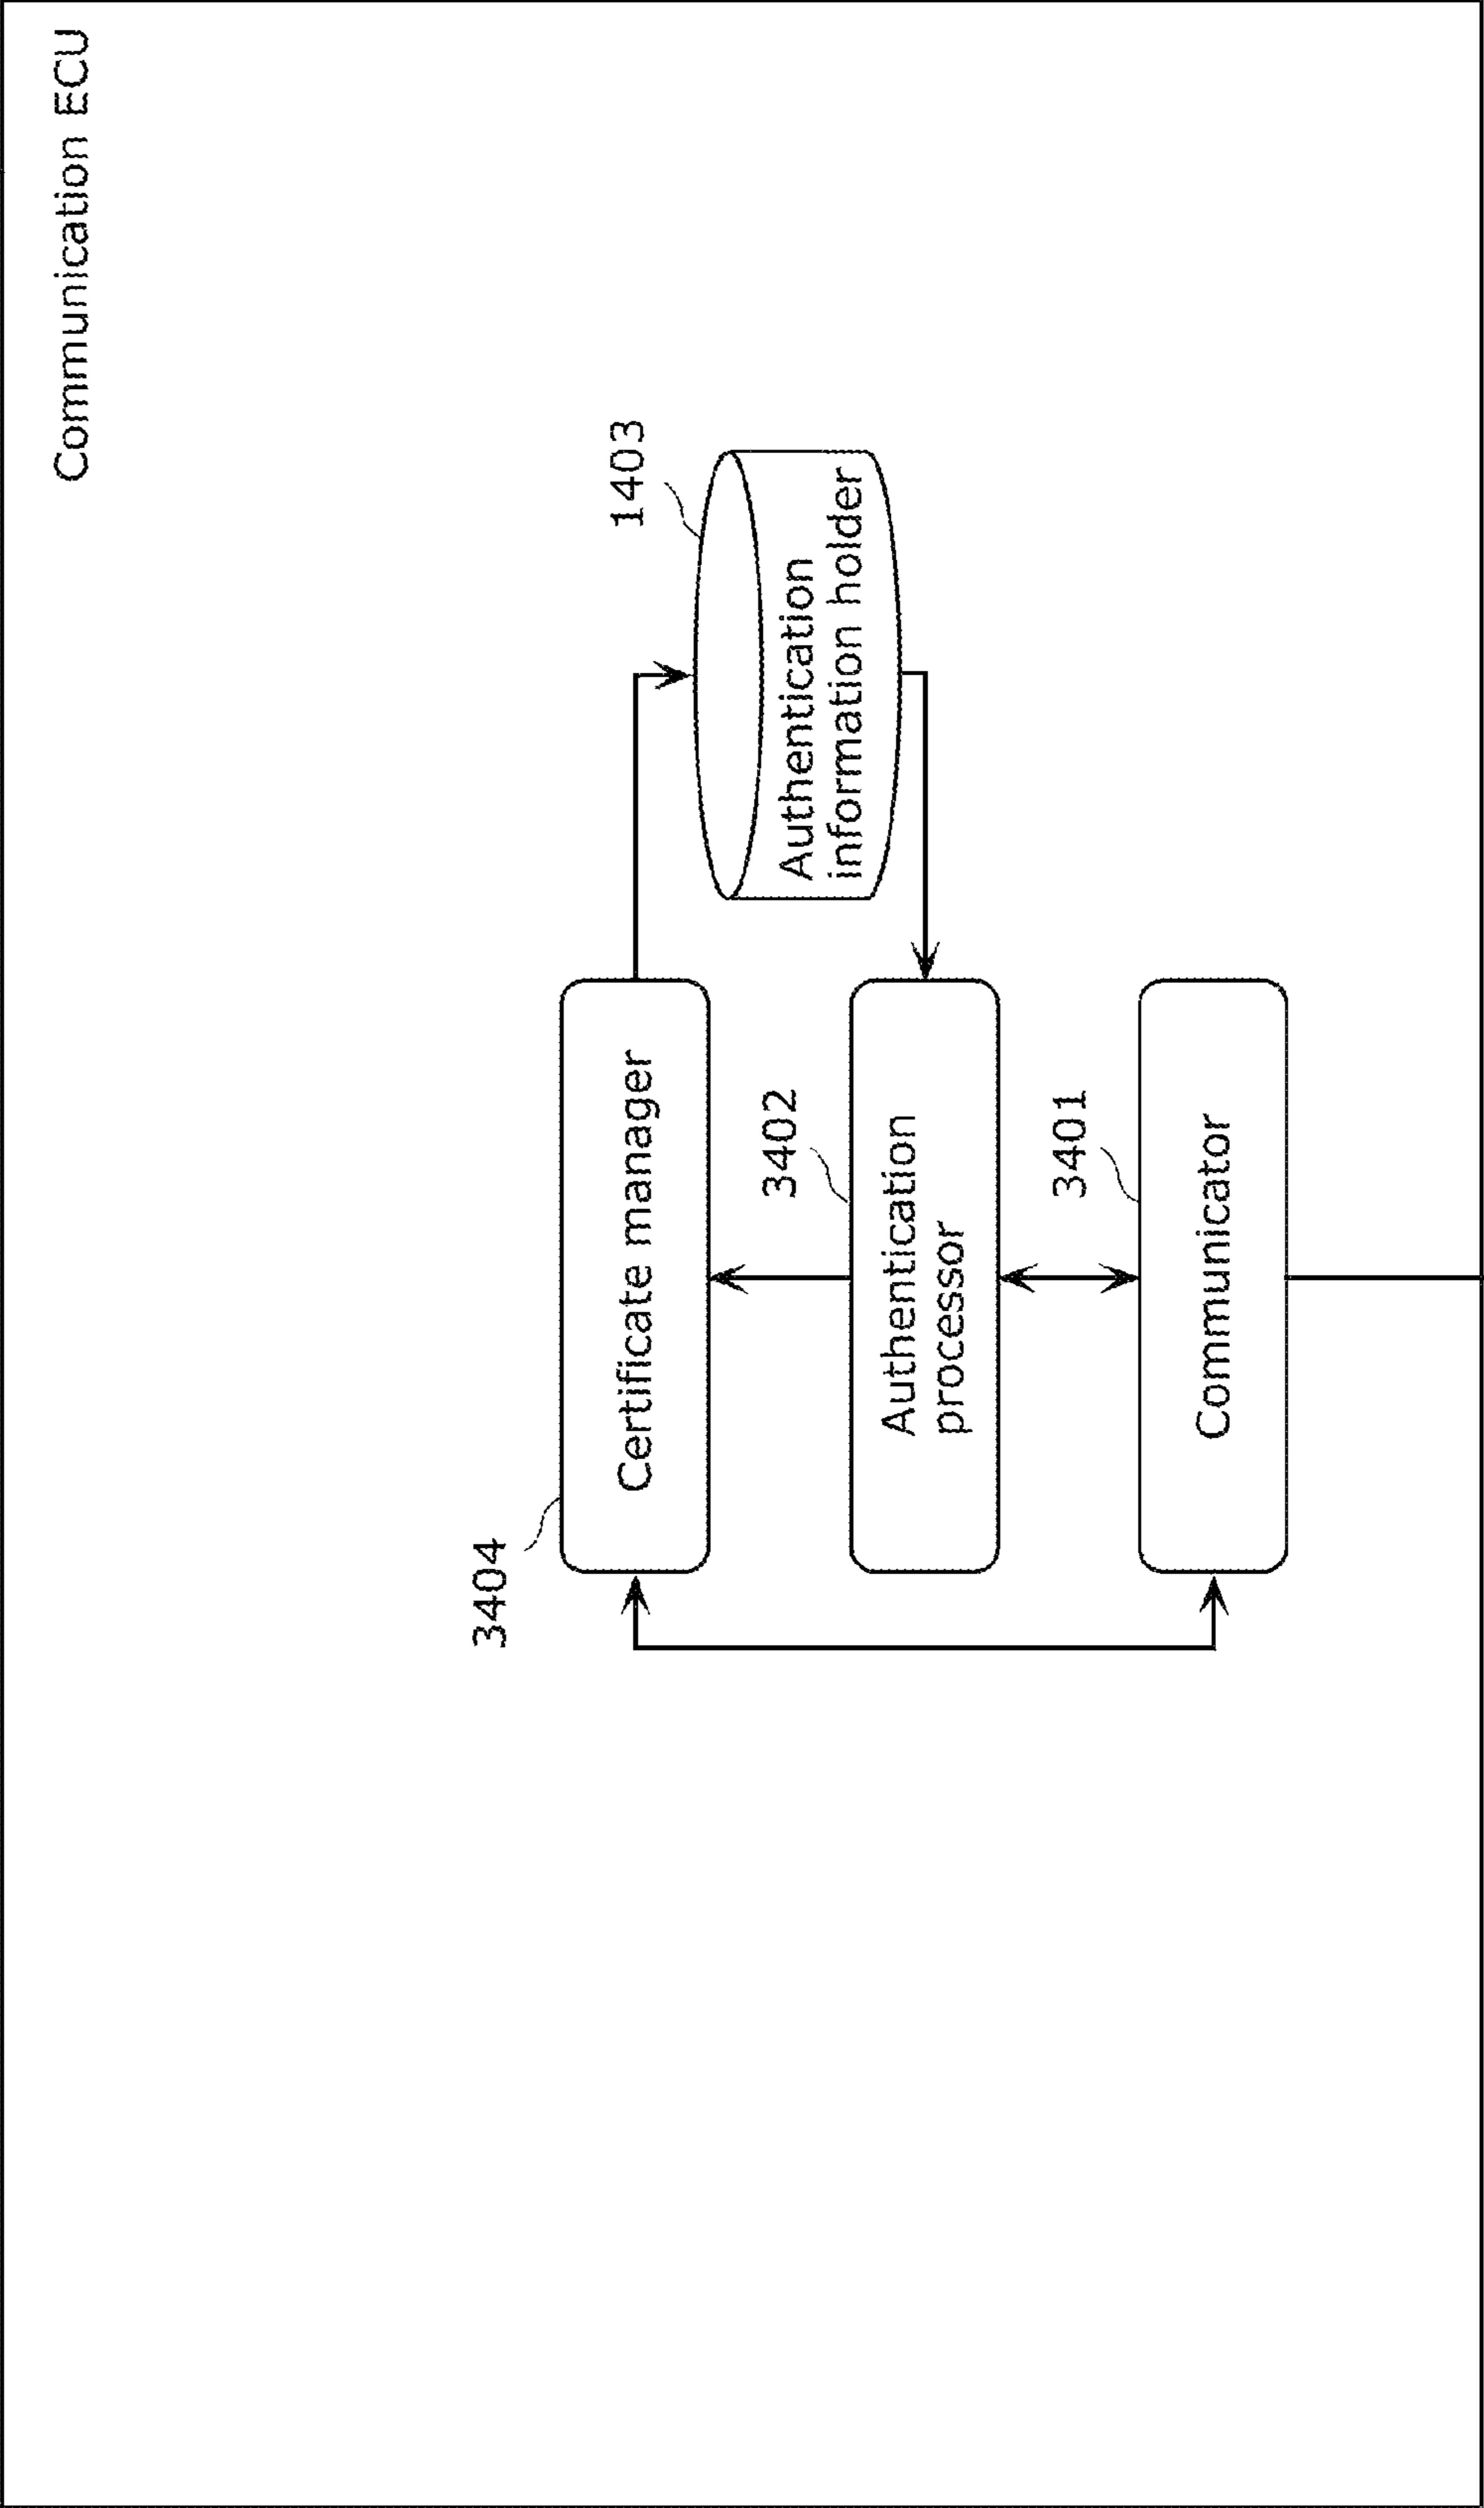 Communication ECU
3404
Certificate manager
1403
Authentication
information holder
3402
Authentication
processor
3401
Communicator